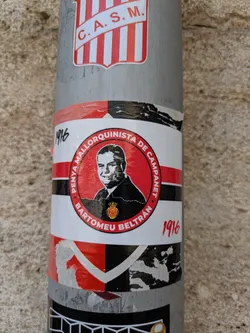 C.A.S.M.
1916
PENYA MALLORQUINISTA DE CAMPANET
BARTOMEU BELTRÁN
1916